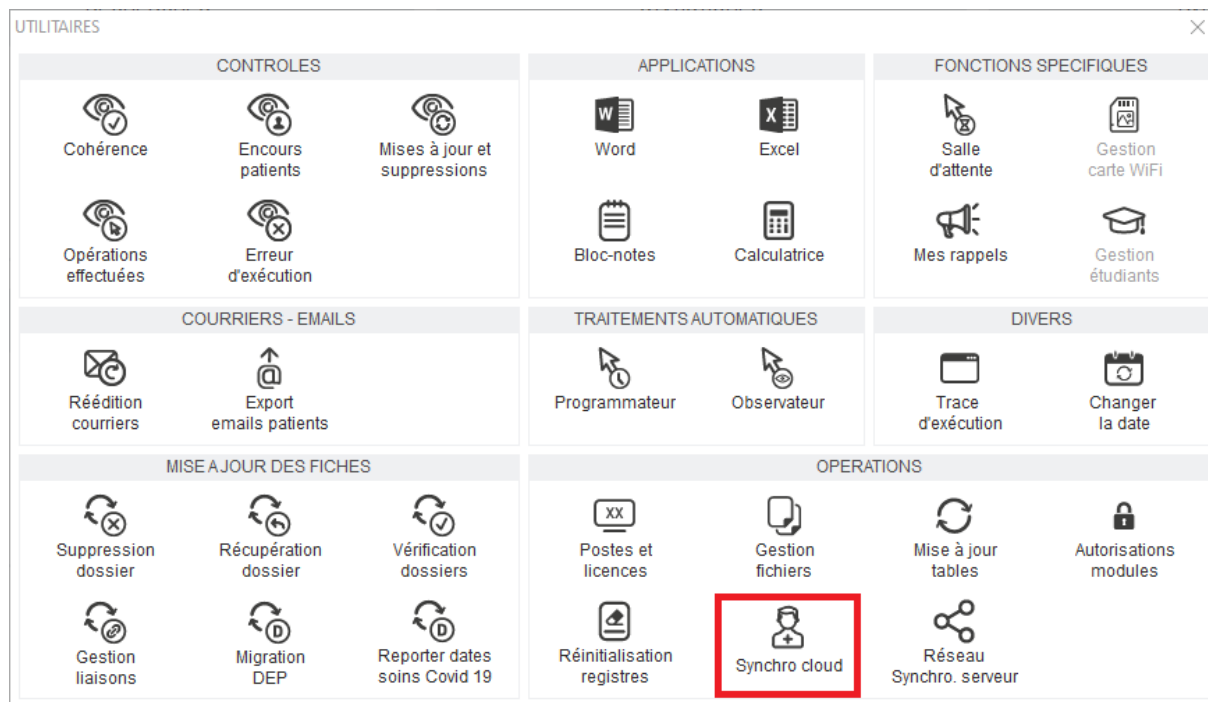 UTILITAIRES
CONTROLES
Cohérence
Encours
patients
Mises à jour et
suppressions
Opérations
effectuées
Erreur
d'exécution
APPLICATIONS
Word
Excel
Bloc-notes
Calculatrice
FONCTIONS SPECIFIQUES
Salle
d'attente
Gestion
carte WiFi
Mes rappels
Gestion
étudiants
COURRIERS - EMAILS
Réédition
courriers
Export
emails patients
TRAITEMENTS AUTOMATIQUES
Programmateur
Observateur
DIVERS
Trace
d'exécution
Changer
la date
MISE A JOUR DES FICHES
Suppression
dossier
Récupération
dossier
Vérification
dossiers
Gestion
liaisons
Migration
DEP
Reporter dates
soins Covid 19
OPERATIONS
XX
Postes et
licences
Gestion
fichiers
Mise à jour
tables
Autorisations
modules
Réinitialisation
registres
Synchro cloud
Réseau
Synchro. serveur